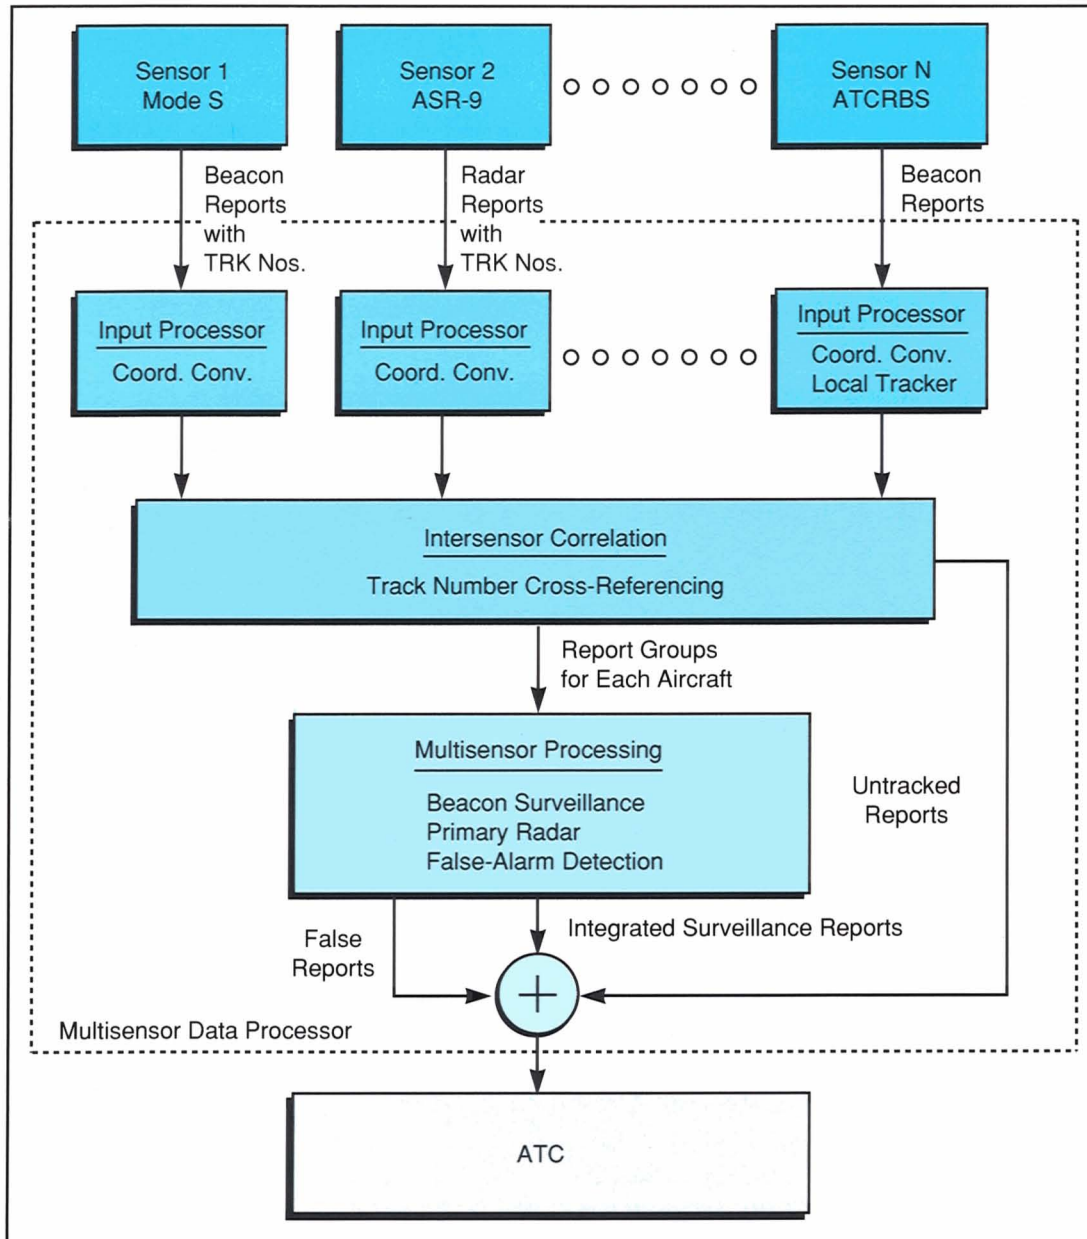 Sensor 1
Mode S
Sensor 2
ASR-9
Sensor N
ATCRBS
Beacon
Reports
with
TRK Nos.
Radar
Reports
with
TRK Nos.
Beacon
Reports
Input Processor
Coord. Conv.
Input Processor
Coord. Conv.
Input Processor
Coord. Conv.
Local Tracker
Intersensor Correlation
Track Number Cross-Referencing
Report Groups
for Each Aircraft
Multisensor Processing
Beacon Surveillance
Primary Radar
False-Alarm Detection
Untracked
Reports
False
Reports
Integrated Surveillance Reports
+
Multisensor Data Processor
ATC